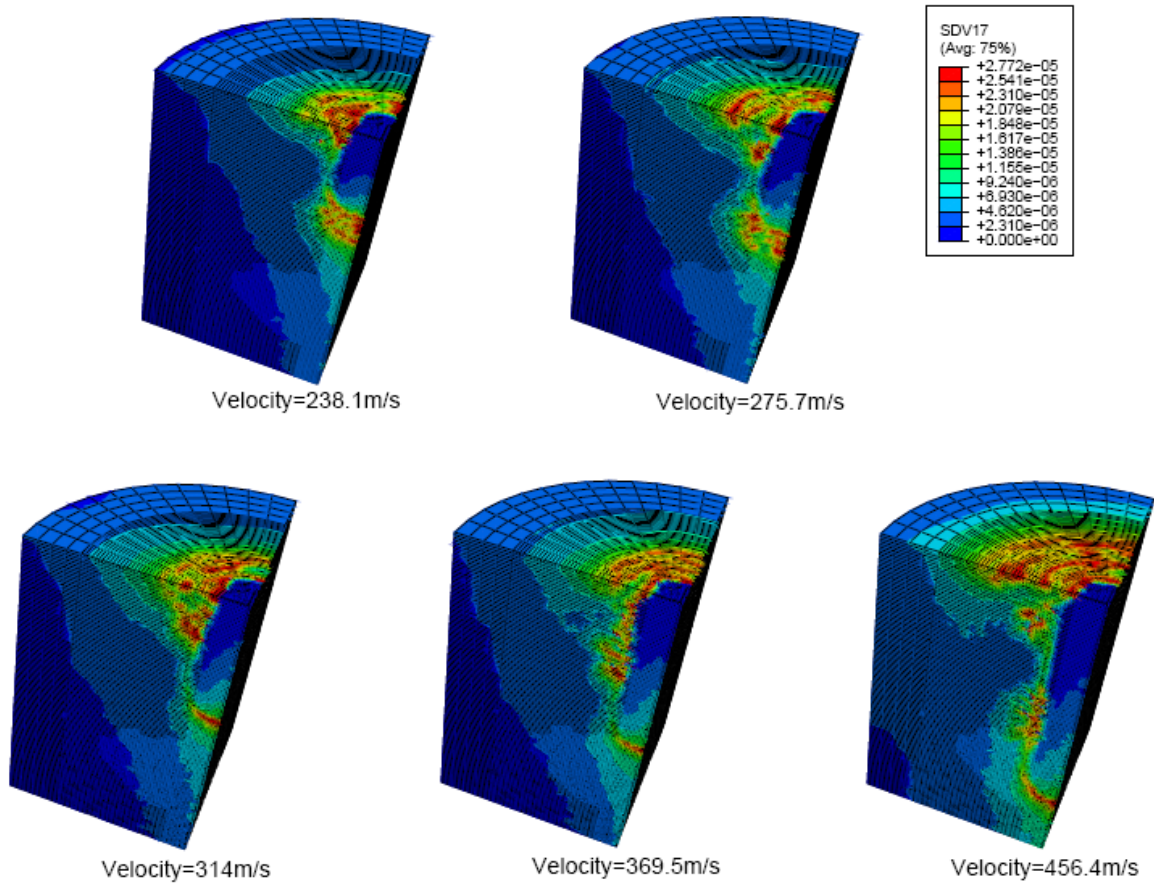 SDV17
(Avg: 75%)
+2.772e-05
+2.541e-05
+2.310e-05
+2.079e-05
+1.848e-05
+1.617e-05
+1.386e-05
+1.155e-05
+9.240e-06
+6.930e-06
+4.620e-06
+2.310e-06
+0.000e+00
Velocity=238.1m/s
Velocity=275.7m/s
Velocity=314m/s
Velocity=369.5m/s
Velocity=456.4m/s